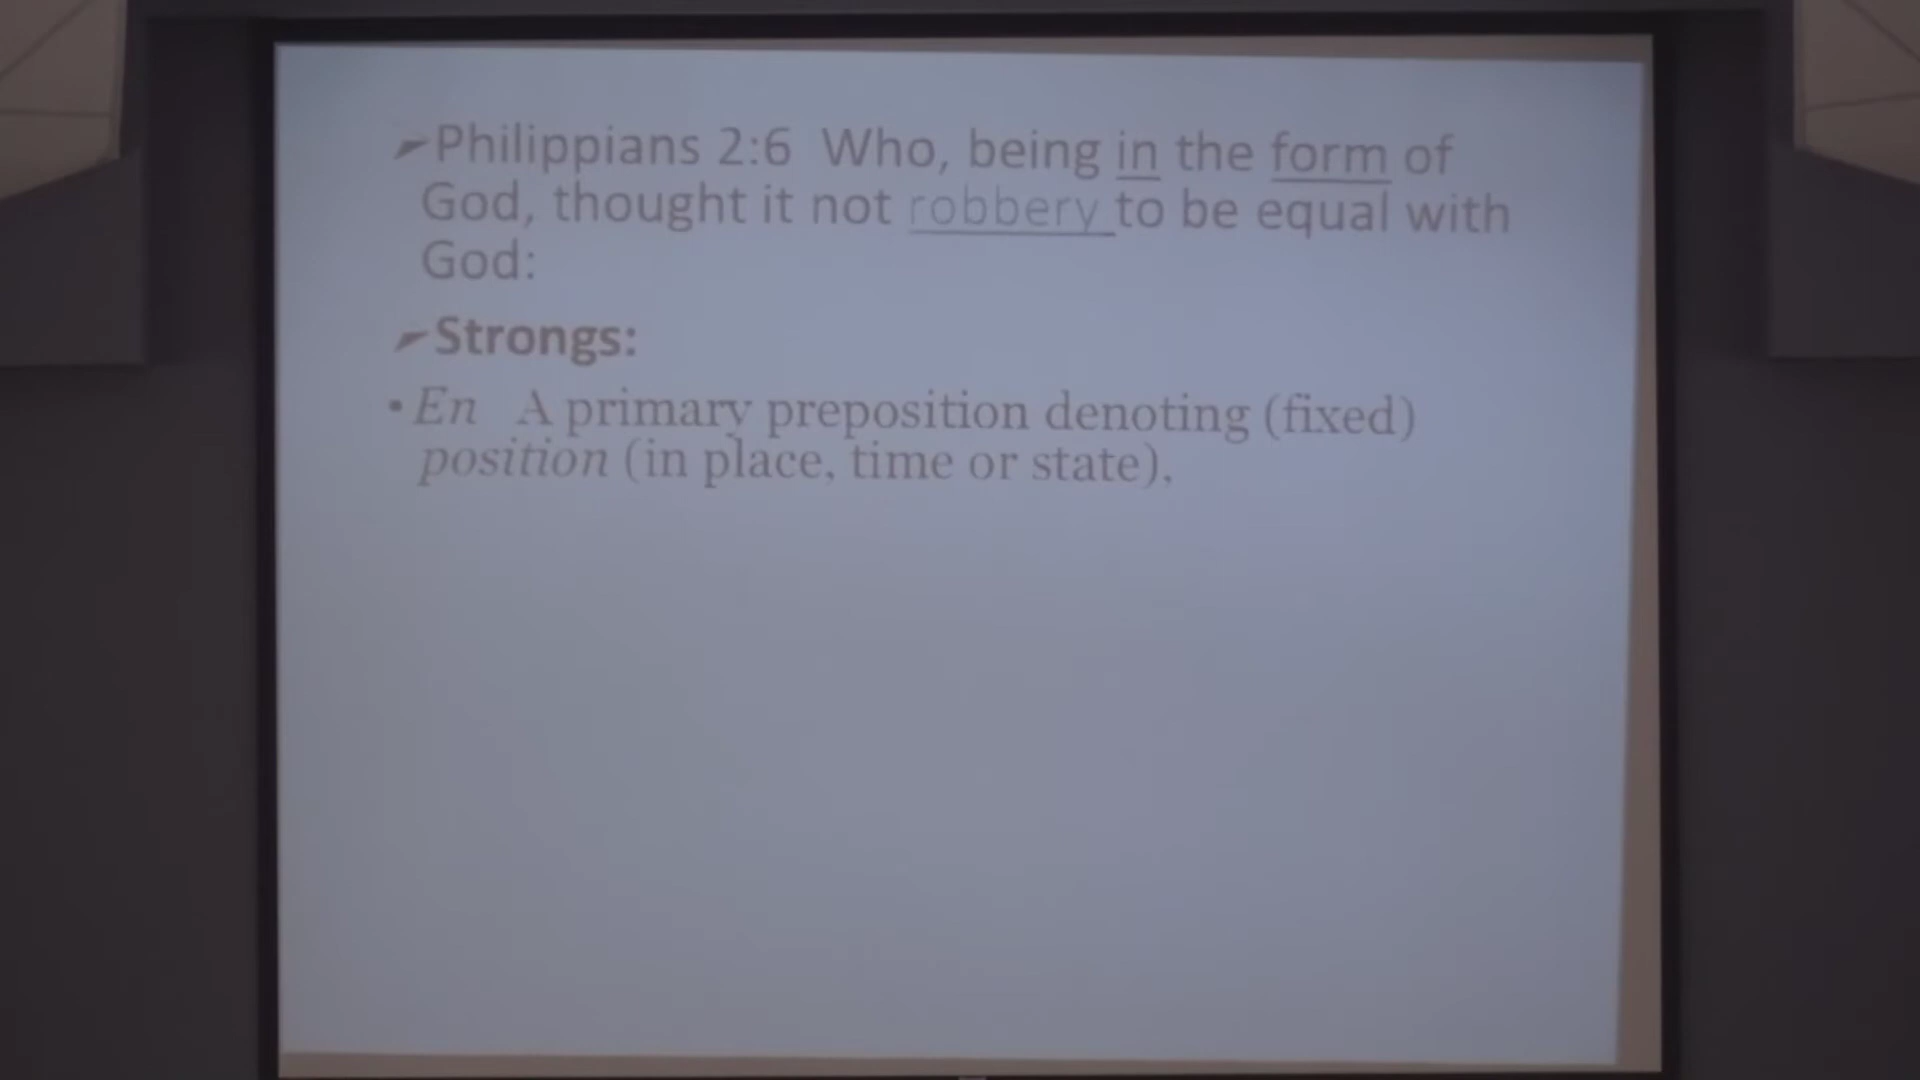 Philippians 2:6 Who, being in the form of
God, thought it not robbery to be equal with
God:
Strongs:
• En A primary preposition denoting (fixed)
position (in place, time or state),